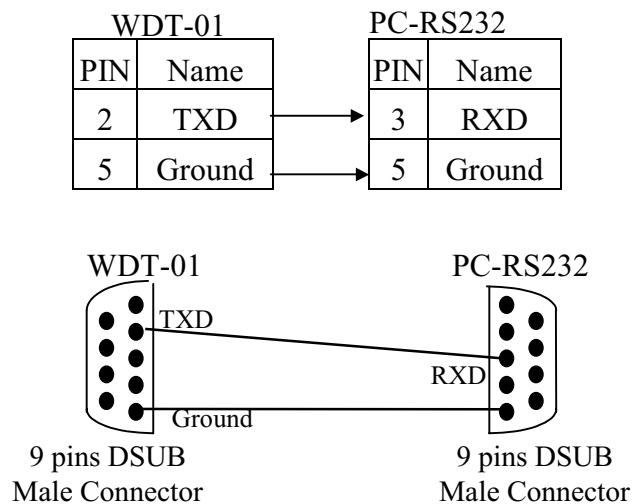 WDT-01 PC-RS232
PIN Name PIN Name
2 TXD 3 RXD
5 Ground 5 Ground
WDT-01 PC-RS232
TXD
RXD
Ground
9 pins DSUB 9 pins DSUB
Male Connector Male Connector